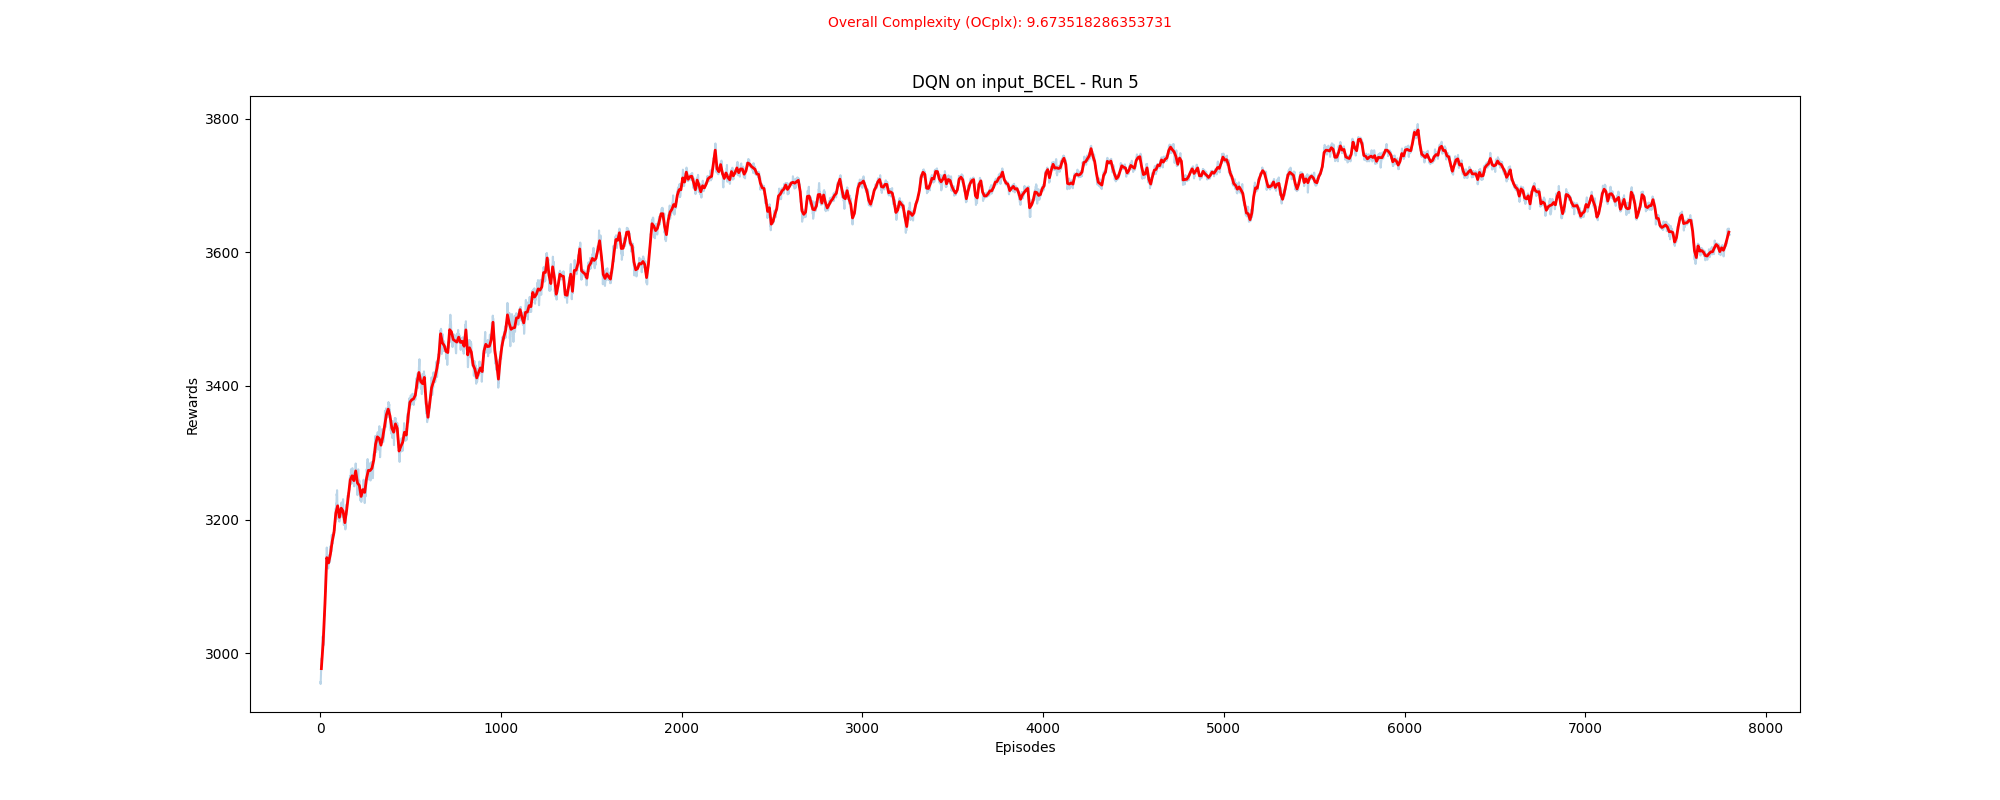 Overall Complexity (OCplx): 9.673518286353731
DQN on input_BCEL - Run 5
3800
3600
3400
3200
3000
Rewards
0 1000 2000 3000 4000 5000 6000 7000 8000
Episodes